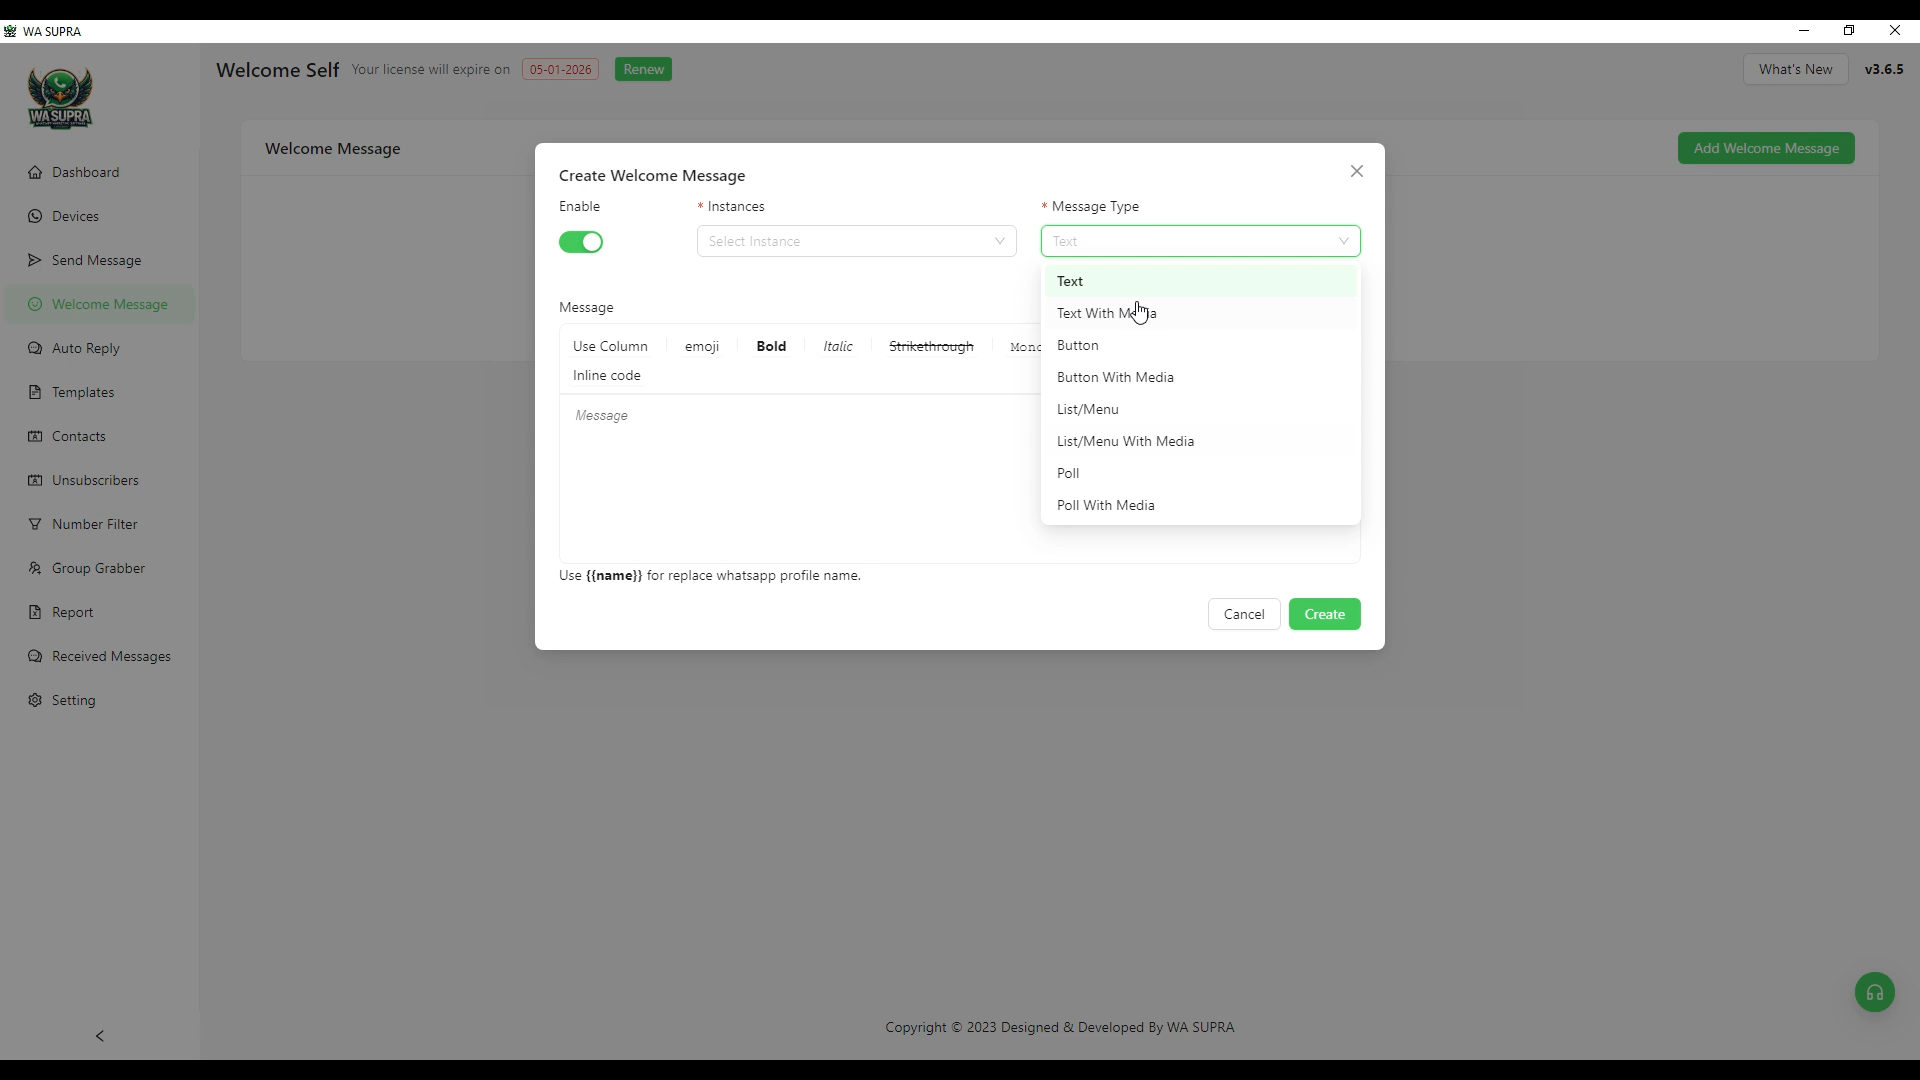 WA SUPRA
Welcome Self Your license will expire on 05-01-2026 Renew
What's New v3.6.5
WA SUPRA
Dashboard
Devices
Send Message
Welcome Message
Auto Reply
Templates
Contacts
Unsubscribers
Number Filter
Group Grabber
Report
Received Messages
Setting
Welcome Message
Add Welcome Message
Create Welcome Message
Enable
* Instances
* Message Type
Select Instance
Text
Text
Text With
Button
Button With Media
List/Menu
List/Menu With Media
Poll
Poll With Media
Message
Use Column emoji Bold Italic Strikethrough
Inline code
Message
Use {{name}} for replace whatsapp profile name.
Cancel
Create
Copyright © 2023 Designed & Developed By WA SUPRA